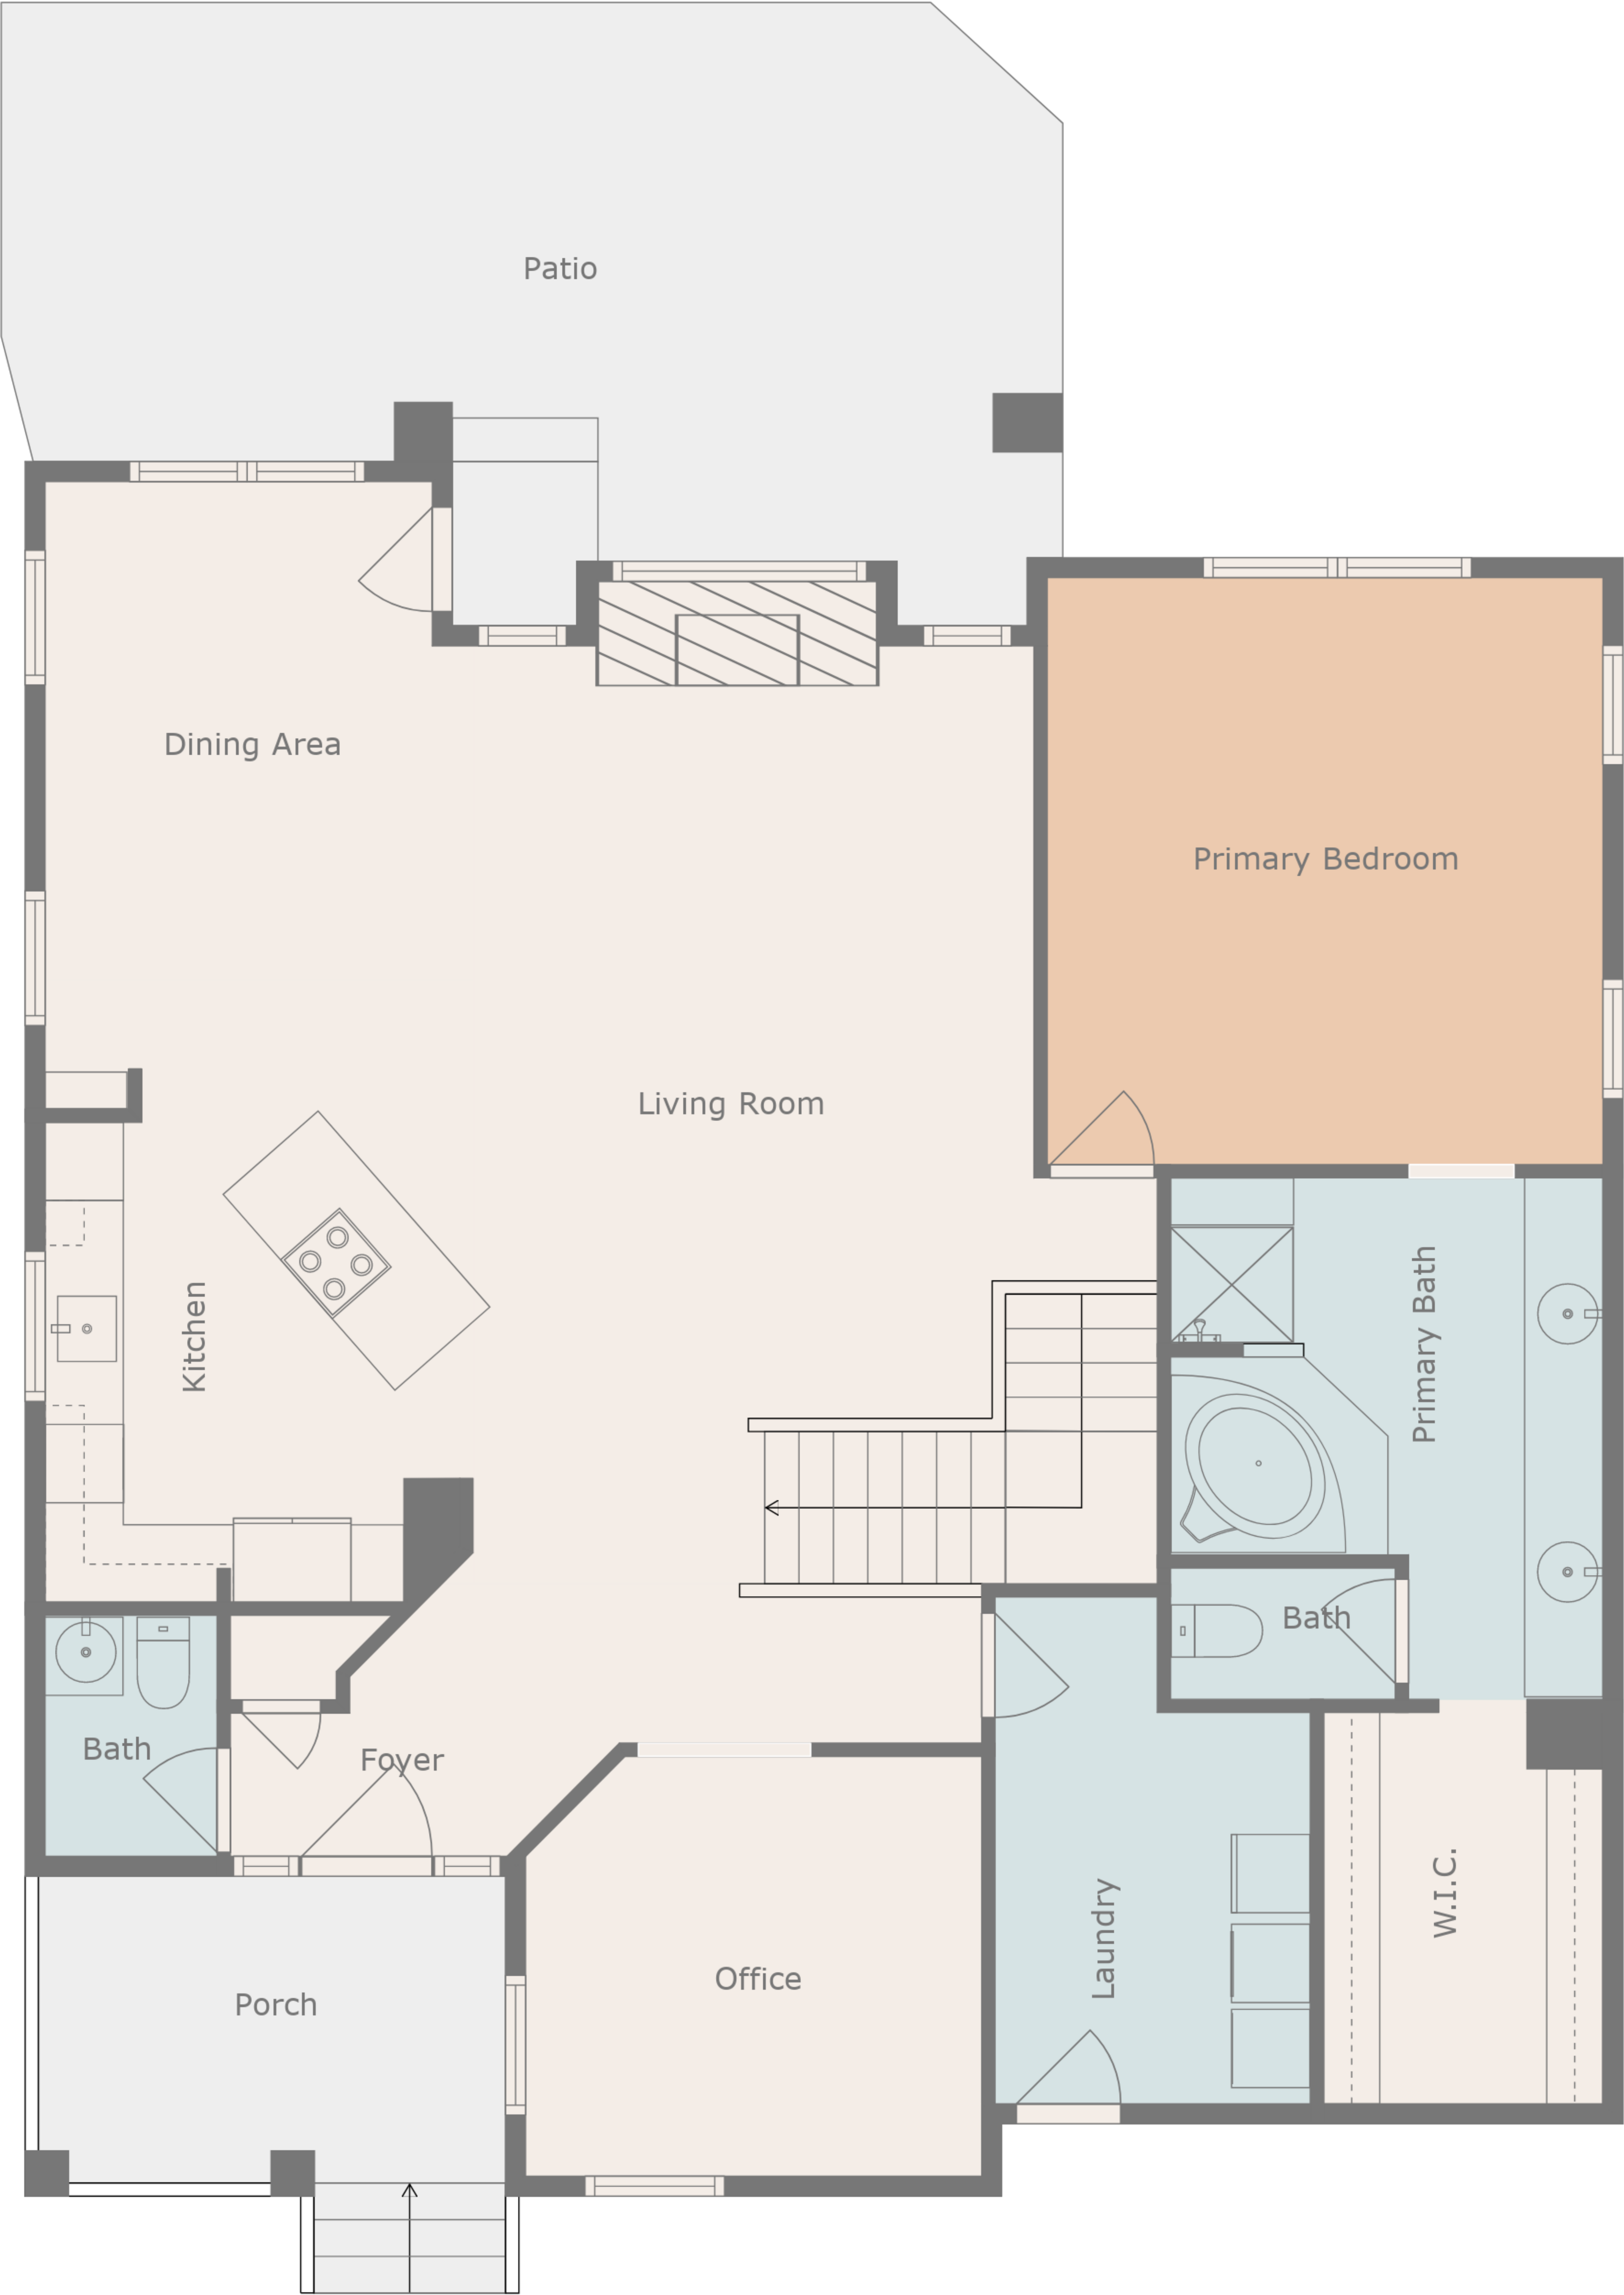 Patio
Dining Area
Primary Bedroom
Living Room
Kitchen
Primary Bath
Bath
Bath
Foyer
Laundry
W.I.C.
Office
Porch